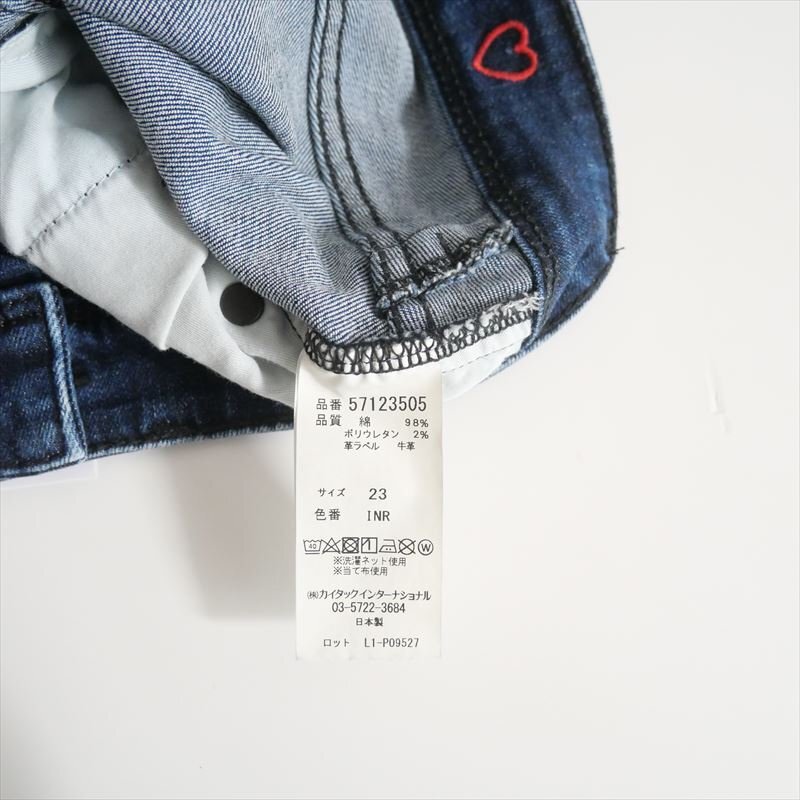 品番 57123505
品質 綿 98%
ポリウレタン 2%
革ラベル 牛革
サイズ 23
色番 INR
40
※洗濯ネット使用
※当て布使用
㈱カイタックインターナショナル
03-5722-3684
日本製
ロット L1-P09527